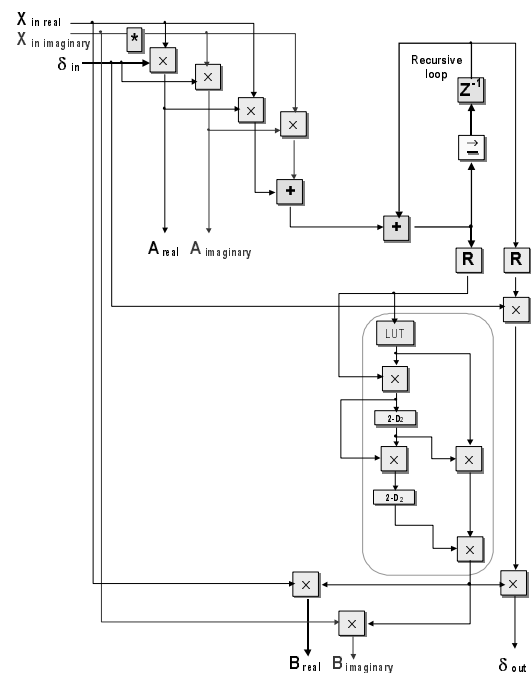 X in real
X in imaginary
*
δ in
×
×
×
×
+
A real
A imaginary
Recursive
loop
Z-1
→
+
R
R
×
LUT
×
2-D2
×
×
2-D2
×
×
×
×
B real
B imaginary
δ out